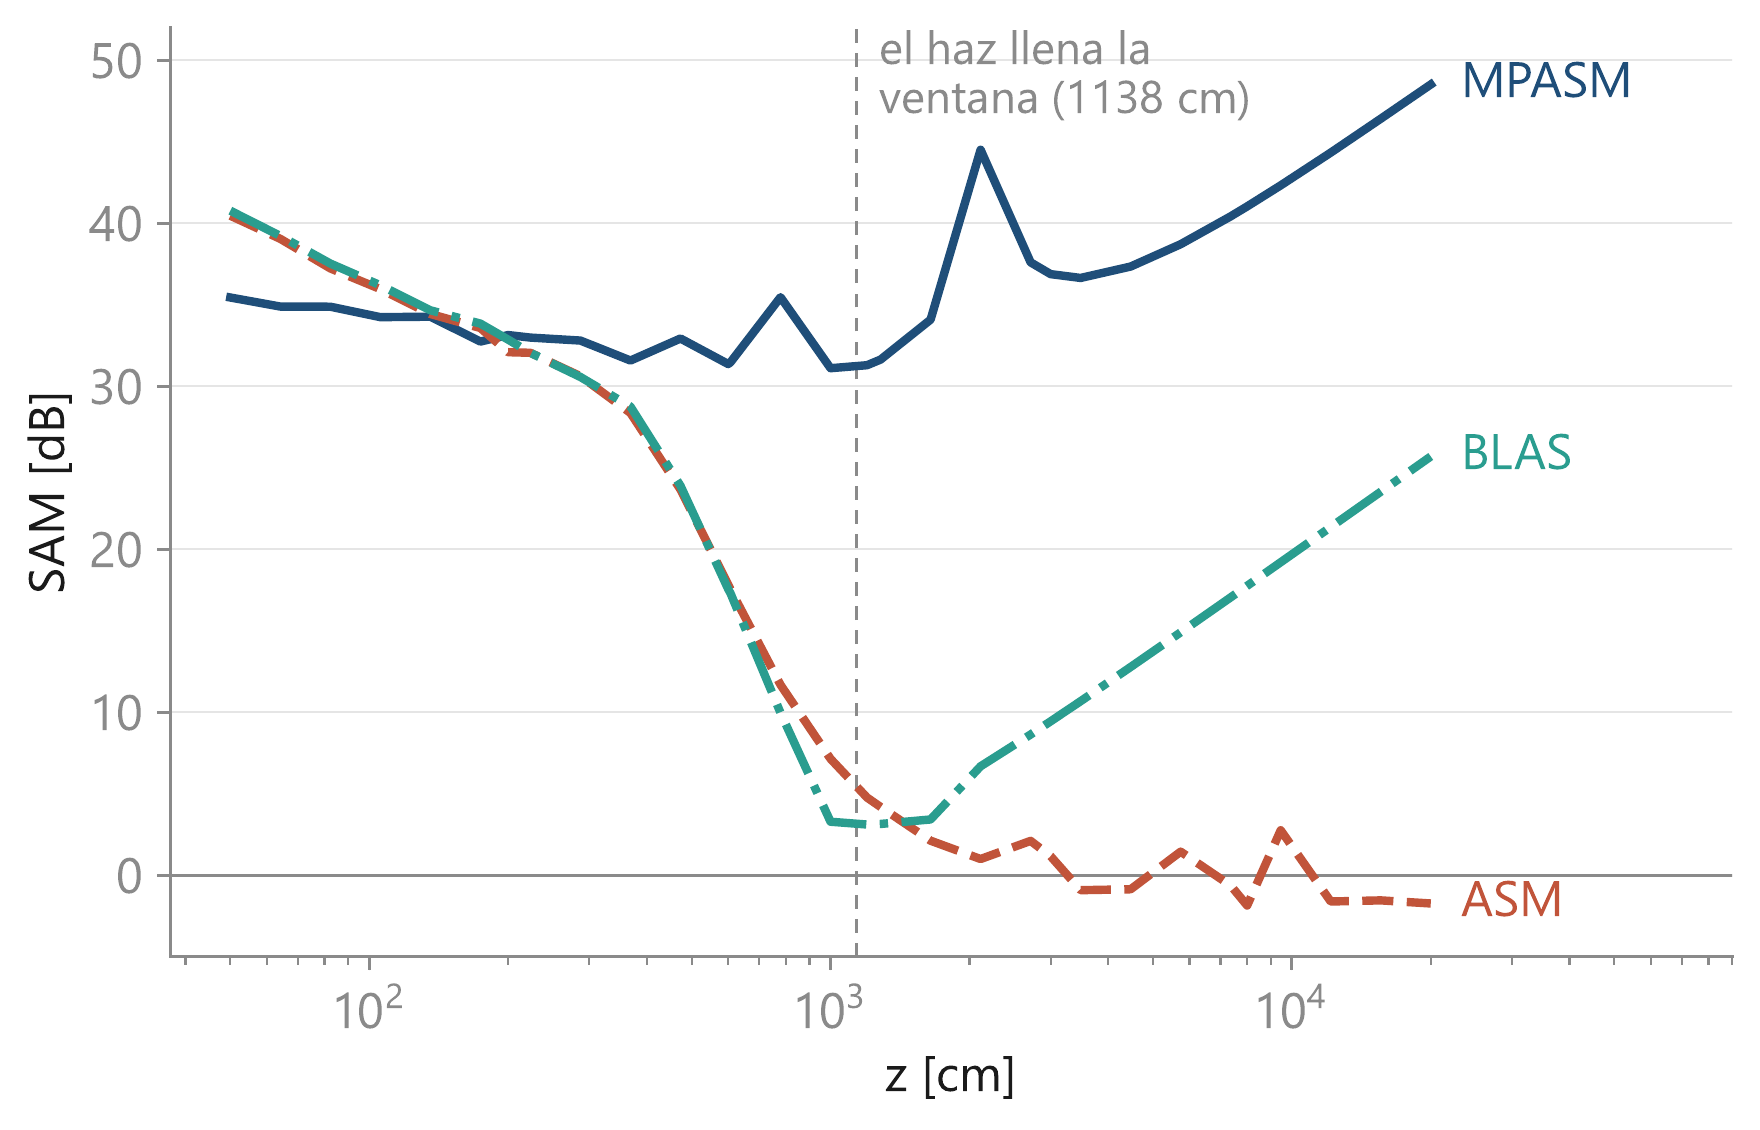 el haz llena la
ventana (1138 cm)
MPASM
BLAS
ASM
SAM [dB]
50
40
30
20
10
0
10²
10³
10⁴
z [cm]